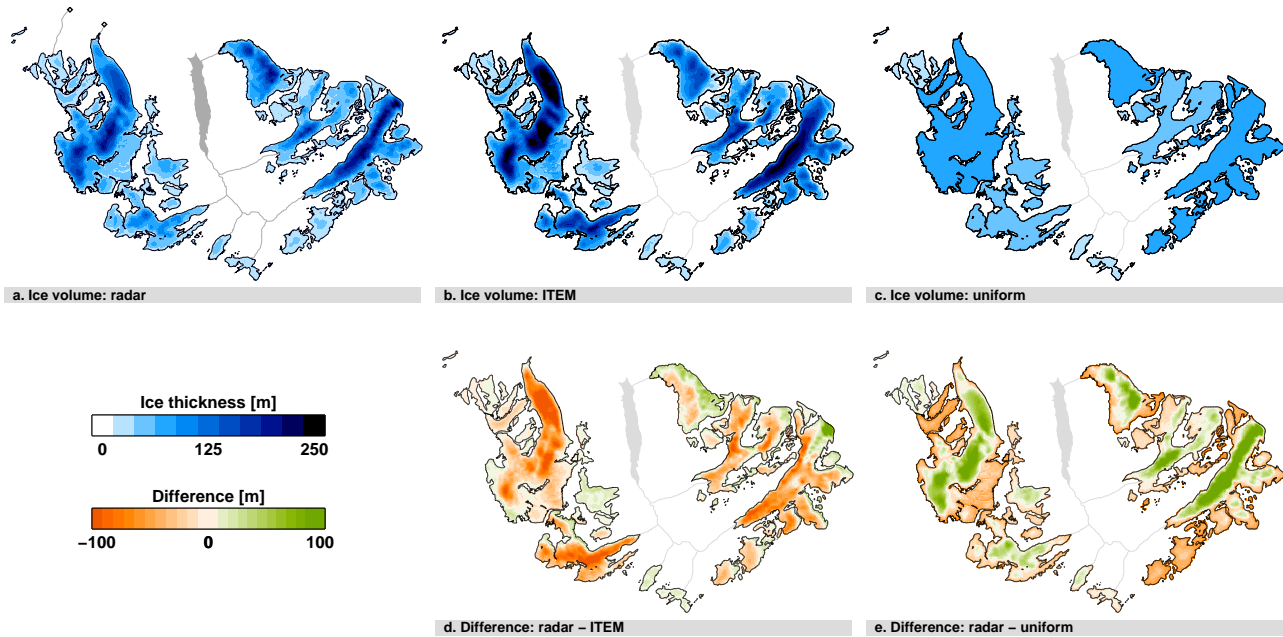 a. Ice volume: radar
b. Ice volume: ITEM
c. Ice volume: uniform
Ice thickness [m]
0 125 250
Difference [m]
−100 0 100
d. Difference: radar − ITEM
e. Difference: radar − uniform